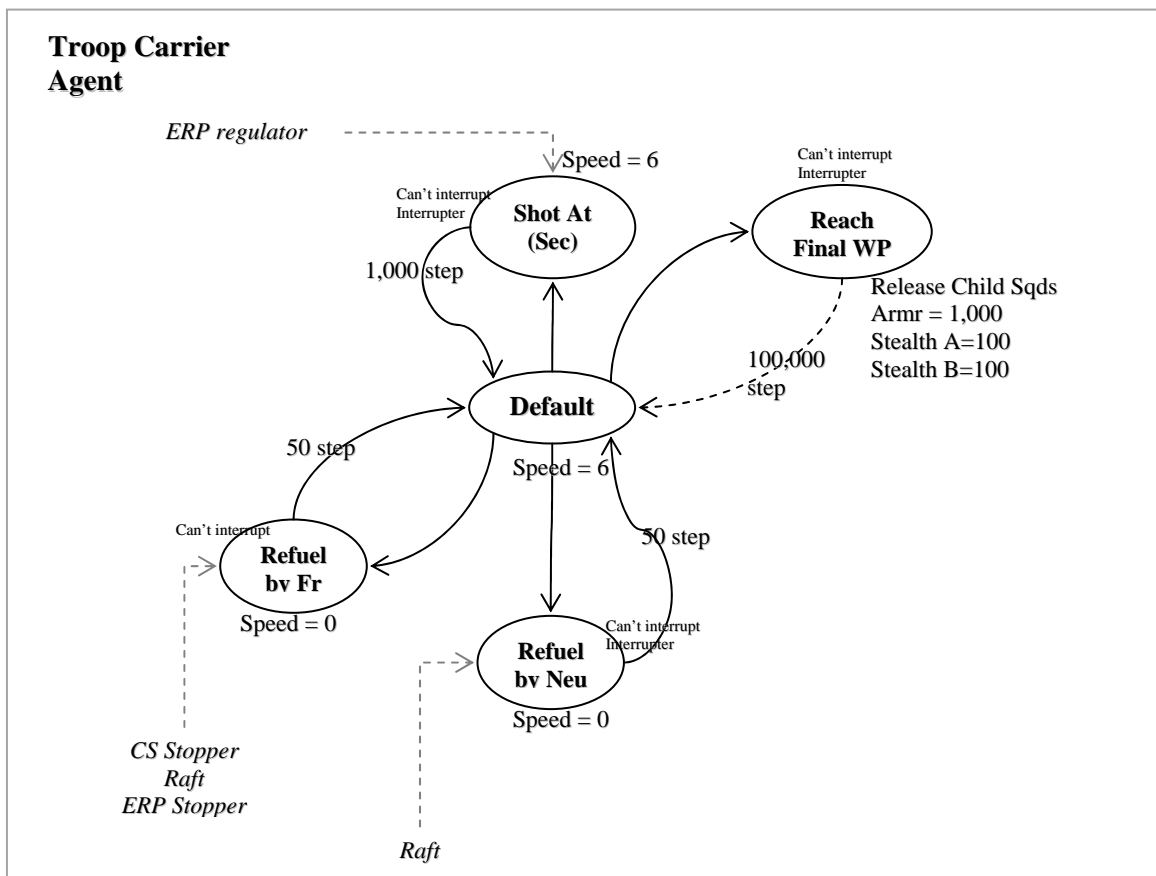 Troop Carrier
Agent
ERP regulator
Speed = 6
Can't interrupt
Interrupter
Can't interrupt
Interrupter
Shot At
(Sec)
Reach
Final WP
1,000 step
Release Child Sqds
Armr = 1,000
Stealth A=100
Stealth B=100
100,000
step
Default
50 step
Speed = 6
Can't interrupt
50 step
Refuel
bv Fr
Speed = 0
Can't interrupt
Interrupter
Refuel
bv Neu
Speed = 0
CS Stopper
Raft
ERP Stopper
Raft